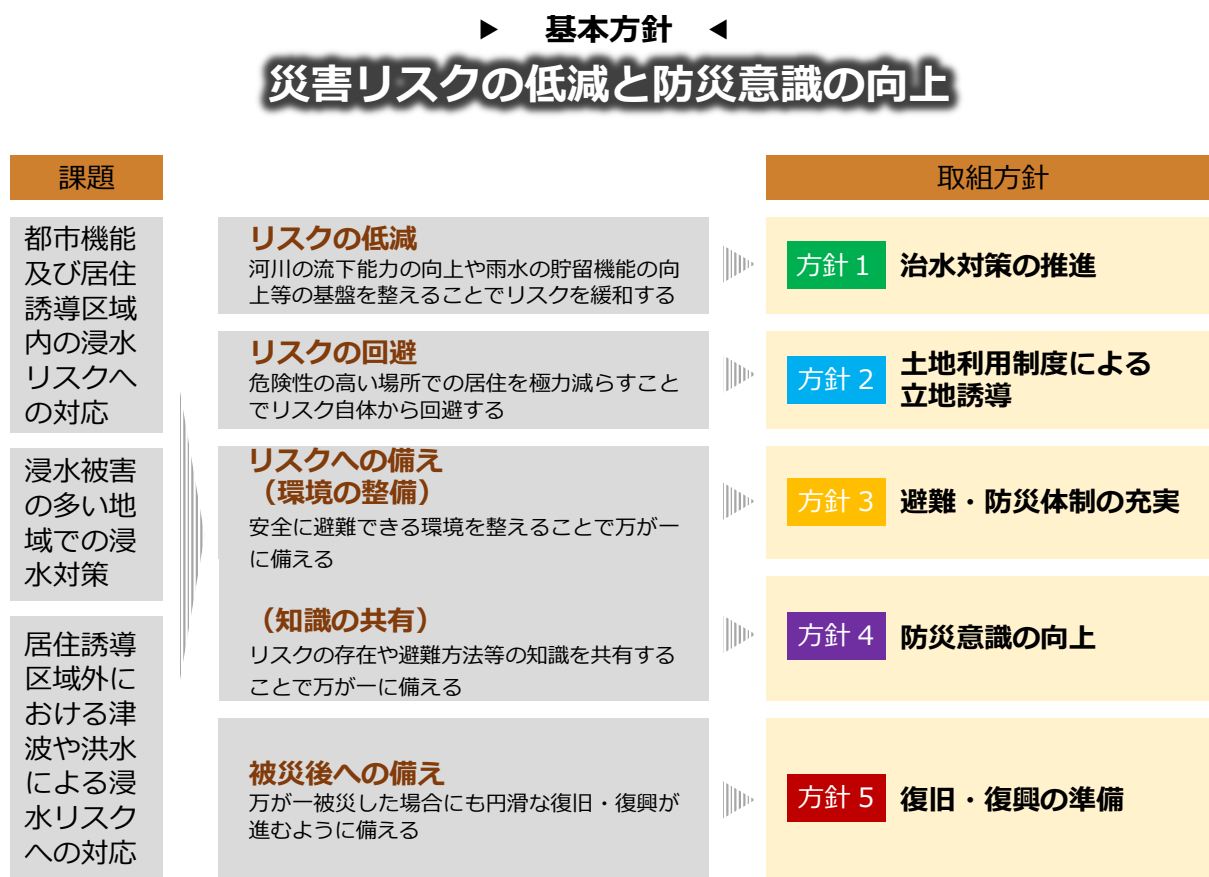 ▶ 基本方針 ◀
災害リスクの低減と防災意識の向上
課題
都市機能
及び居住
誘導区域
内の浸水
リスクへ
の対応
浸水被害
の多い地
域での浸
水対策
居住誘導
区域外に
おける津
波や洪水
による浸
水リスク
への対応
リスクの低減
河川の流下能力の向上や雨水の貯留機能の向
上等の基盤を整えることでリスクを緩和する
リスクの回避
危険性の高い場所での居住を極力減らすこと
でリスク自体から回避する
リスクへの備え
（環境の整備）
安全に避難できる環境を整えることで万が一
に備える
（知識の共有）
リスクの存在や避難方法等の知識を共有する
ことで万が一に備える
被災後への備え
万が一被災した場合にも円滑な復旧・復興が
進むように備える
取組方針
方針１ 治水対策の推進
方針２ 土地利用制度による
立地誘導
方針３ 避難・防災体制の充実
方針４ 防災意識の向上
方針５ 復旧・復興の準備